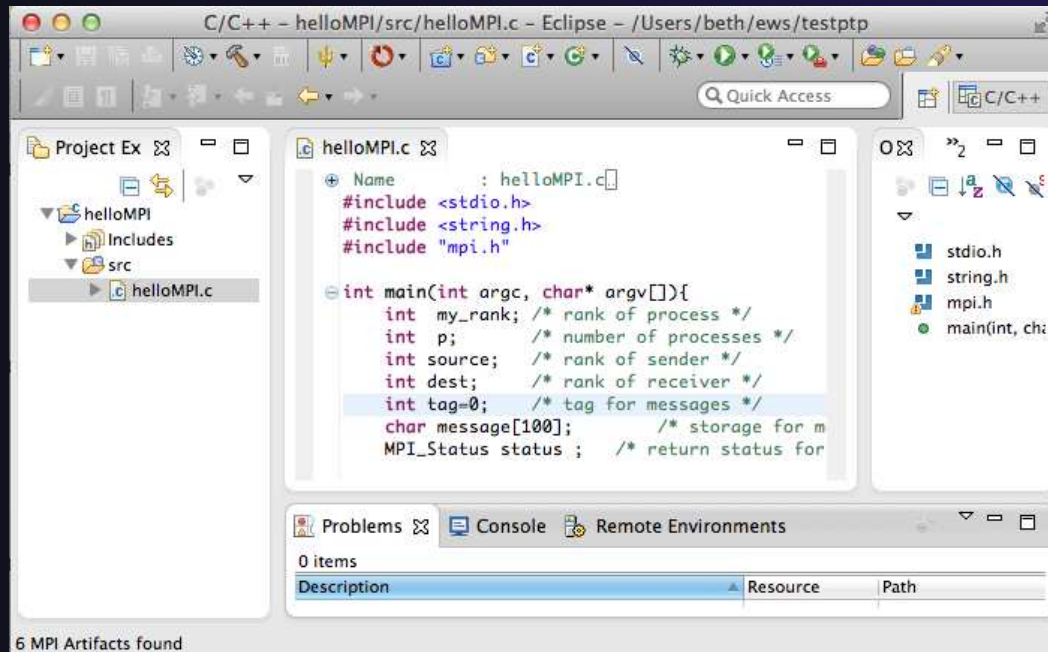 C/C++ - helloMPI/src/helloMPI.c - Eclipse - /Users/beth/ews/testptp
Quick Access
C/C++
Project Ex
helloMPI
Includes
src
helloMPI.c
helloMPI.c
Name : helloMPI.c
#include <stdio.h>
#include <string.h>
#include "mpi.h"
int main(int argc, char* argv[]){
int my_rank; /* rank of process */
int p; /* number of processes */
int source; /* rank of sender */
int dest; /* rank of receiver */
int tag=0; /* tag for messages */
char message[100]; /* storage for m
MPI_Status status ; /* return status for
O
»2
stdio.h
string.h
mpi.h
main(int, cha
Problems
Console
Remote Environments
0 items
Description
Resource
Path
6 MPI Artifacts found